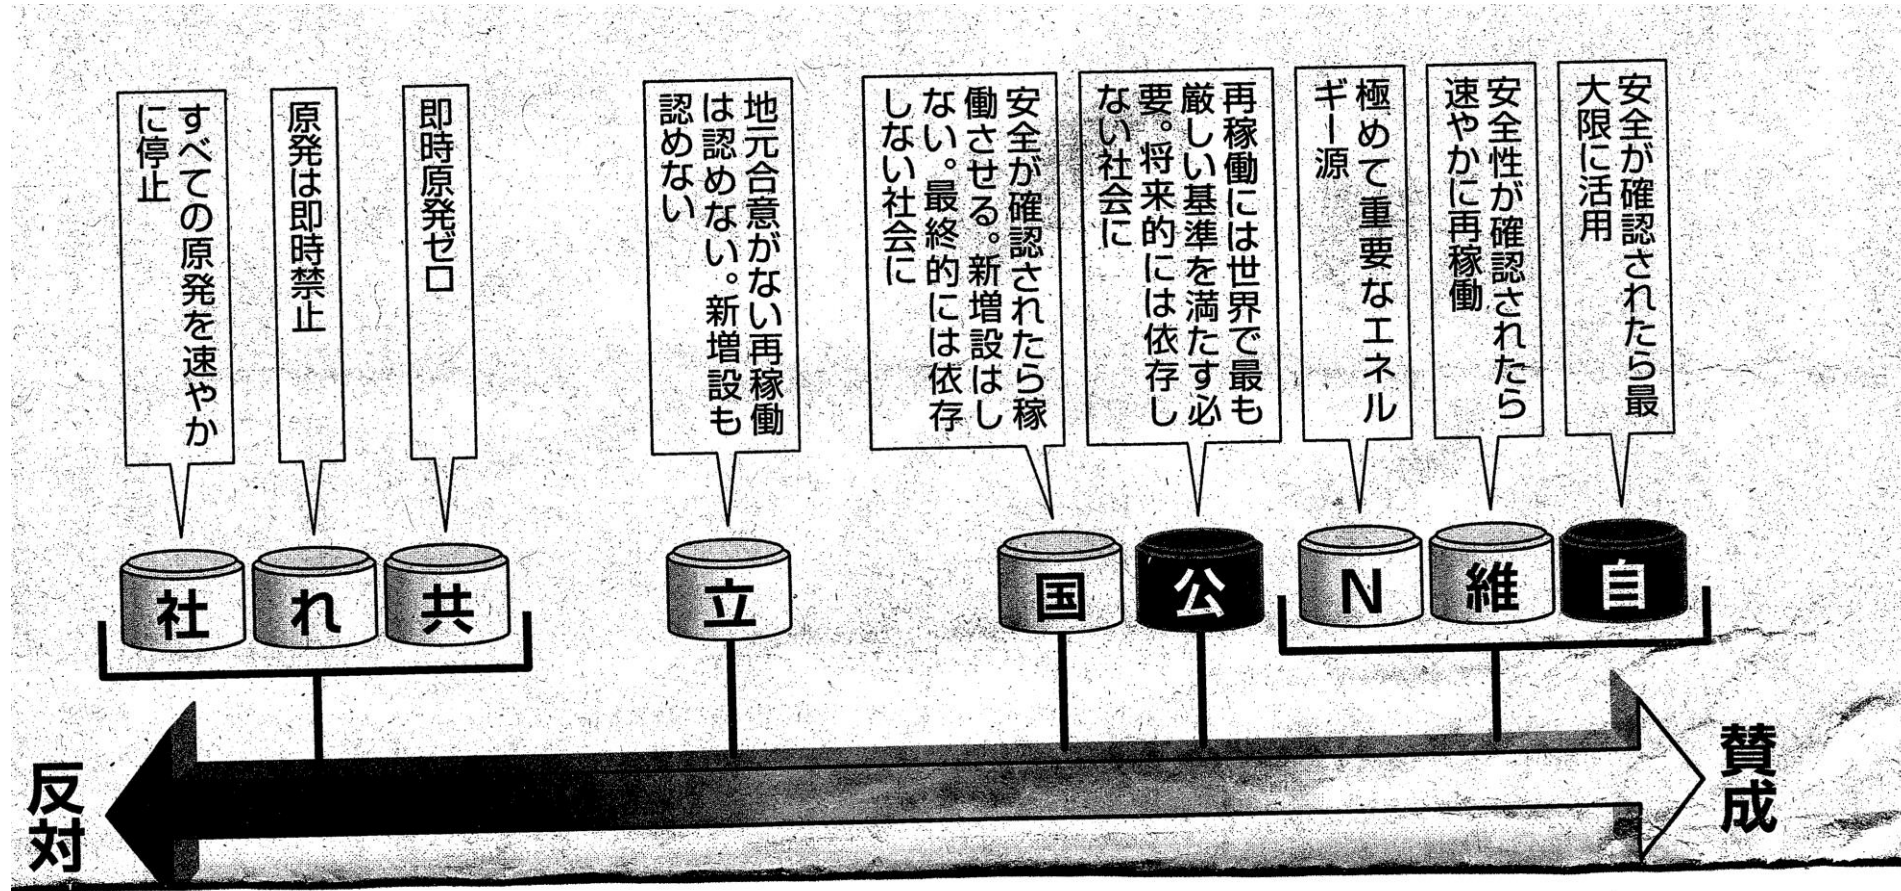 安全が確認されたら最
大限に活用
安全性が確認されたら
速やかに再稼働
極めて重要なエネル
ギー源
再稼働には世界で最も
厳しい基準を満たす必
要。将来的には依存し
ない社会に
安全が確認されたら稼
働させる。新増設はし
ない。最終的には依存
しない社会に
地元合意がない再稼働
は認めない。新増設も
認めない
即時原発ゼロ
原発は即時禁止
すべての原発を速やか
に停止
自
維
N
公
国
立
共
れ
社
賛成
反対